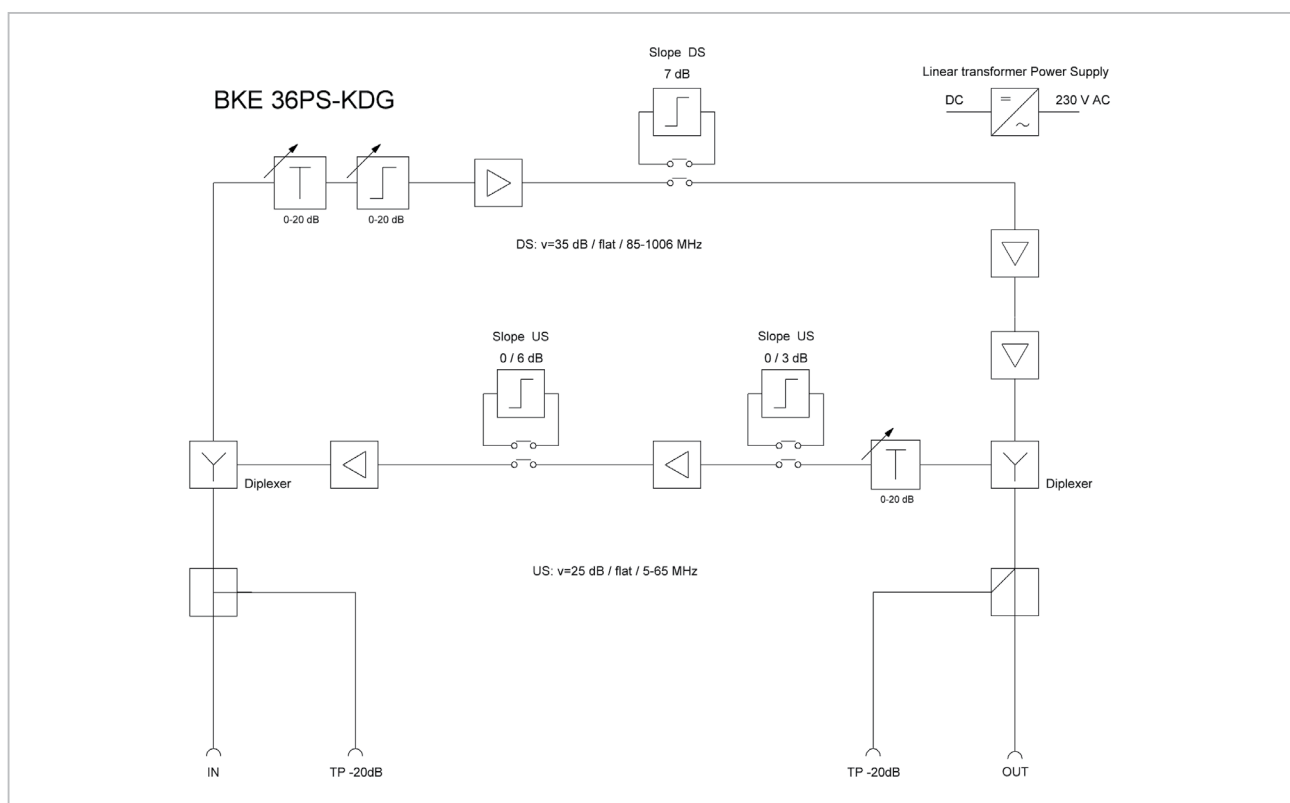 Slope DS
7 dB
Linear transformer Power Supply
DC
230 V AC
BKE 36PS-KDG
0-20 dB
0-20 dB
DS: v=35 dB / flat / 85-1006 MHz
Slope US
0 / 6 dB
Slope US
0 / 3 dB
Diplexer
0-20 dB
Diplexer
US: v=25 dB / flat / 5-65 MHz
IN
TP -20dB
TP -20dB
OUT